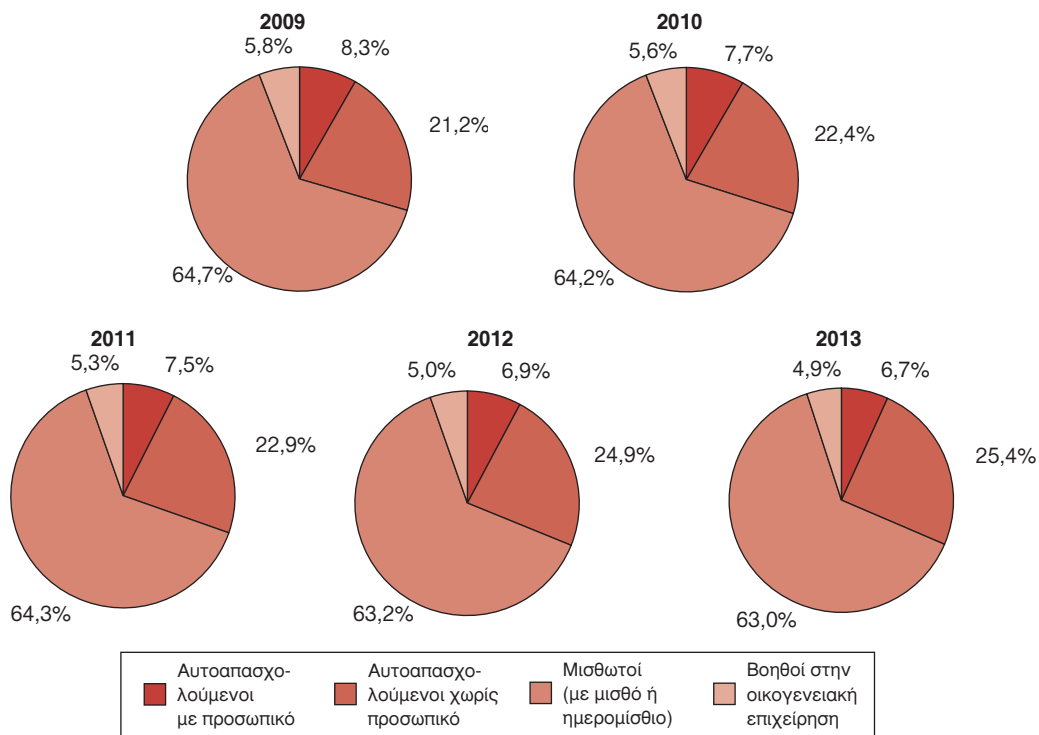 2009
5,8%
8,3%
21,2%
64,7%
2010
5,6%
7,7%
22,4%
64,2%
2011
5,3%
7,5%
22,9%
64,3%
2012
5,0%
6,9%
24,9%
63,2%
2013
4,9%
6,7%
25,4%
63,0%
Αυτοαπασχο-
λούμενοι
με προσωπικό
Αυτοαπασχο-
λούμενοι χωρίς
προσωπικό
Μισθωτοί
(με μισθό ή
ημερομίσθιο)
Βοηθοί στην
οικογενειακή
επιχείρηση